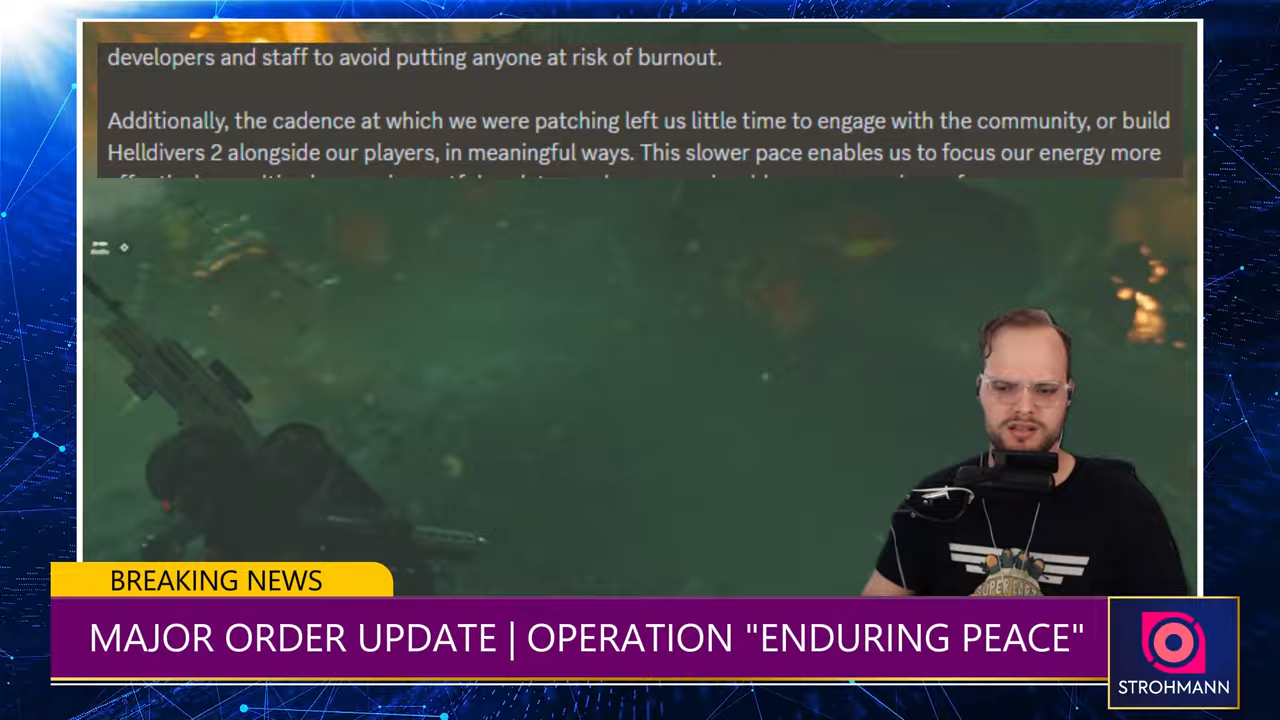 developers and staff to avoid putting anyone at risk of burnout.
Additionally, the cadence at which we were patching left us little time to engage with the community, or build
Helldivers 2 alongside our players, in meaningful ways. This slower pace enables us to focus our energy more
SUPER EARTH
BREAKING NEWS
MAJOR ORDER UPDATE | OPERATION "ENDURING PEACE"
STROHMANN